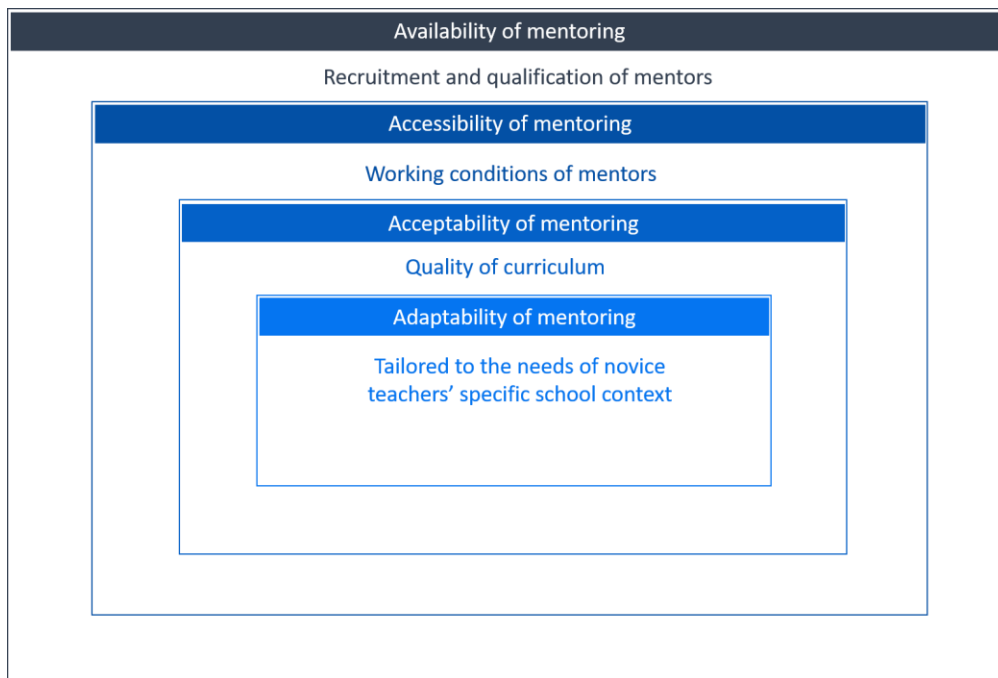 Availability of mentoring
Recruitment and qualification of mentors
Accessibility of mentoring
Working conditions of mentors
Acceptability of mentoring
Quality of curriculum
Adaptability of mentoring
Tailored to the needs of novice
teachers’ specific school context